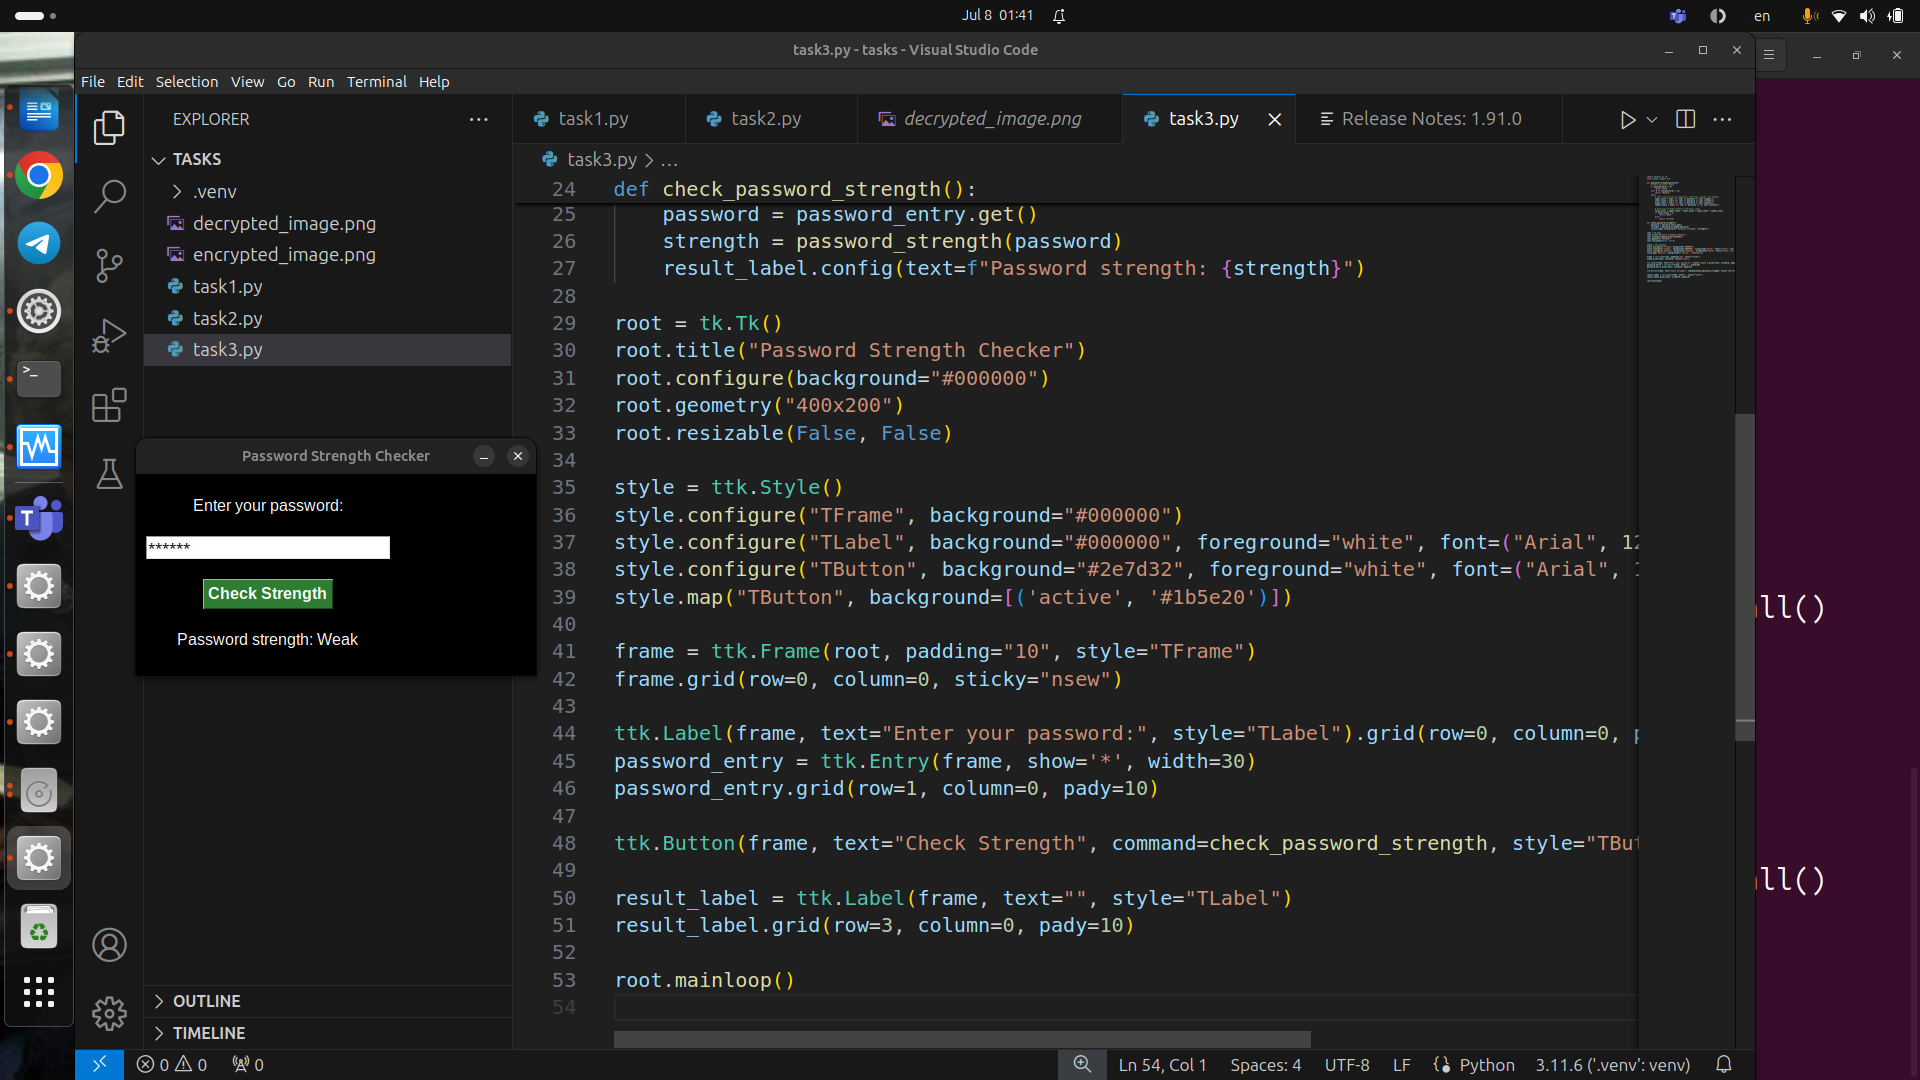 Jul 8 01:41
en
task3.py - tasks - Visual Studio Code
File Edit Selection View Go Run Terminal Help
EXPLORER
TASKS
.venv
decrypted_image.png
encrypted_image.png
task1.py
task2.py
task3.py
OUTLINE
TIMELINE
task1.py task2.py decrypted_image.png task3.py Release Notes: 1.91.0
task3.py > ...
24 def check_password_strength():
25 password = password_entry.get()
26 strength = password_strength(password)
27 result_label.config(text=f"Password strength: {strength}")
28
29 root = tk.Tk()
30 root.title("Password Strength Checker")
31 root.configure(background="#000000")
32 root.geometry("400x200")
33 root.resizable(False, False)
34
35 style = ttk.Style()
36 style.configure("TFrame", background="#000000")
37 style.configure("TLabel", background="#000000", foreground="white", font=("Arial", 12
38 style.configure("TButton", background="#2e7d32", foreground="white", font=("Arial",
39 style.map("TButton", background=[('active', '#1b5e20')])
40
41 frame = ttk.Frame(root, padding="10", style="TFrame")
42 frame.grid(row=0, column=0, sticky="nsew")
43
44 ttk.Label(frame, text="Enter your password:", style="TLabel").grid(row=0, column=0,
45 password_entry = ttk.Entry(frame, show='*', width=30)
46 password_entry.grid(row=1, column=0, pady=10)
47
48 ttk.Button(frame, text="Check Strength", command=check_password_strength, style="TBut
49
50 result_label = ttk.Label(frame, text="", style="TLabel")
51 result_label.grid(row=3, column=0, pady=10)
52
53 root.mainloop()
54
Password Strength Checker
Enter your password:
******
Check Strength
Password strength: Weak
ll()
ll()
0 0 0
Ln 54, Col 1 Spaces: 4 UTF-8 LF Python 3.11.6 ('.venv': venv)